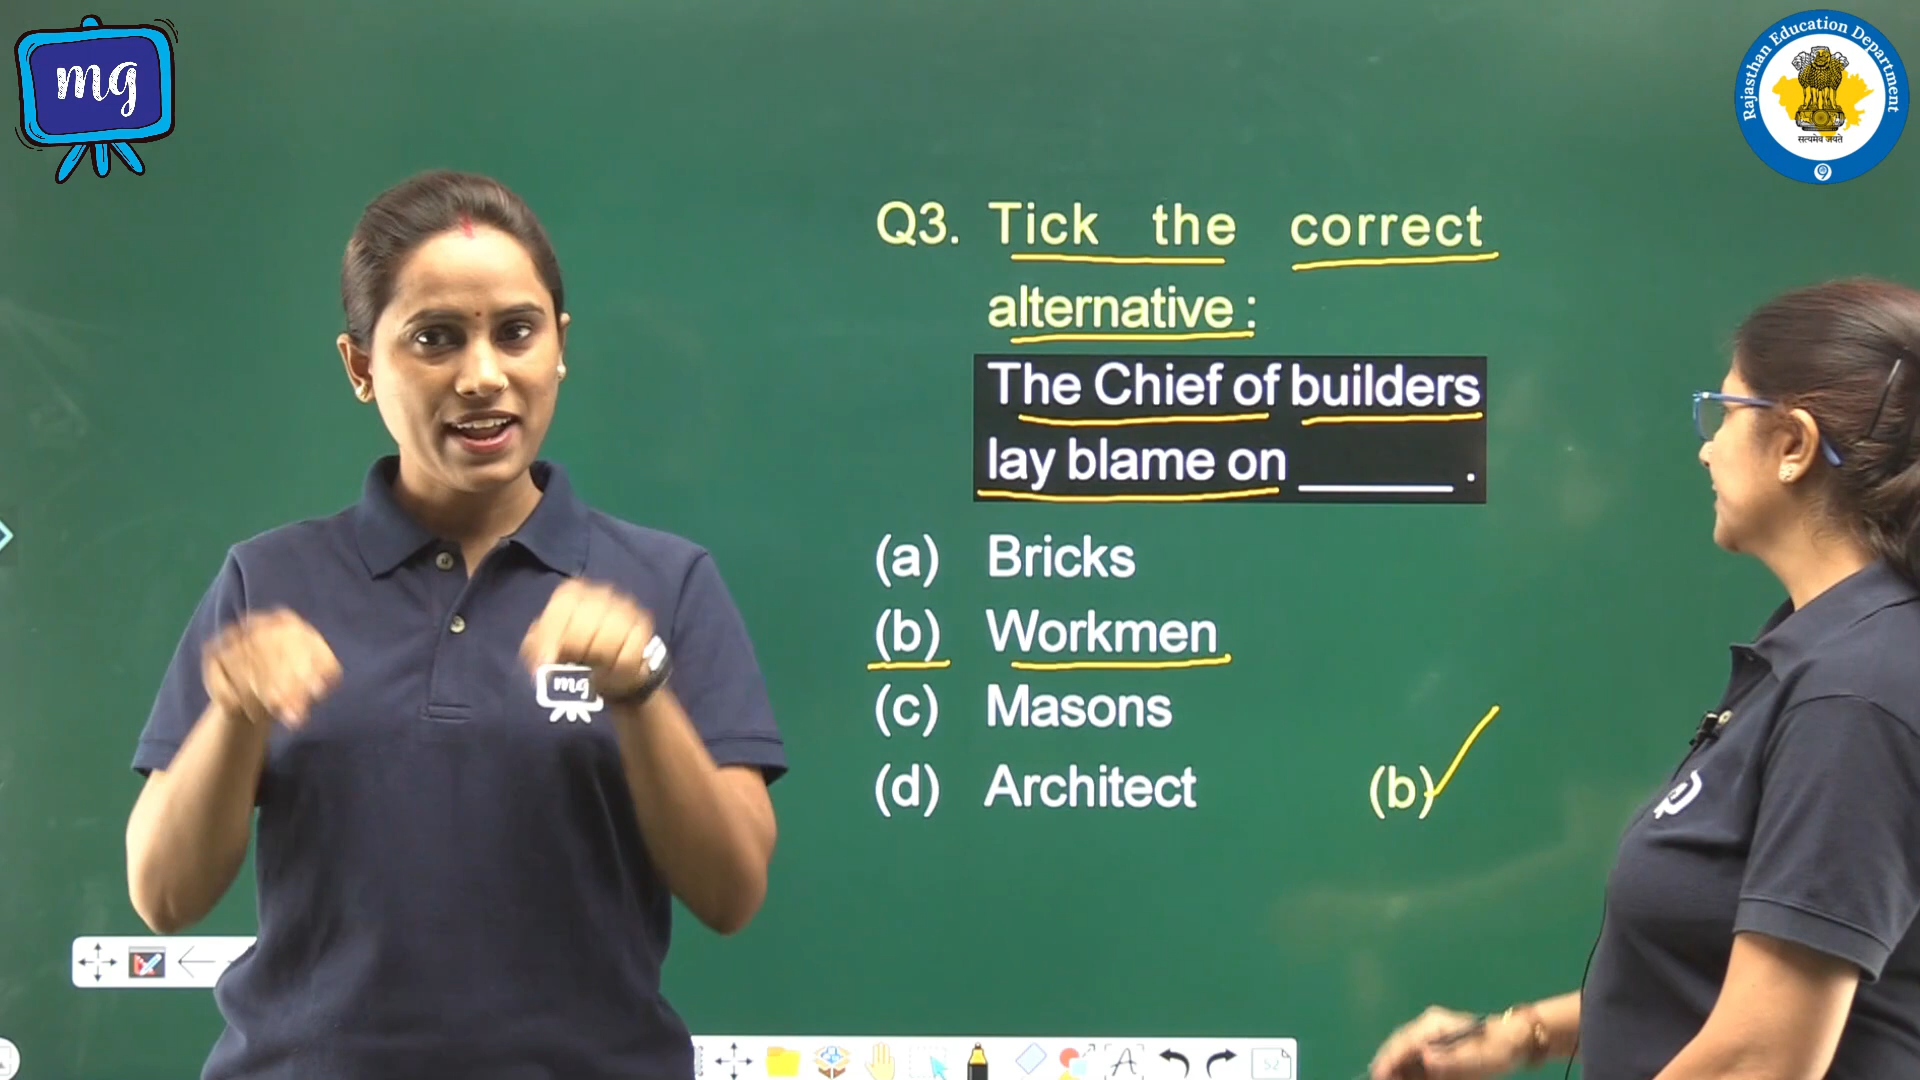 mg
Rajasthan Education Department
सत्यमेव जयते
Q3. Tick the correct
alternative :
The Chief of builders
lay blame on ______ .
(a) Bricks
(b) Workmen
(c) Masons
(d) Architect (b)
mg
A
52